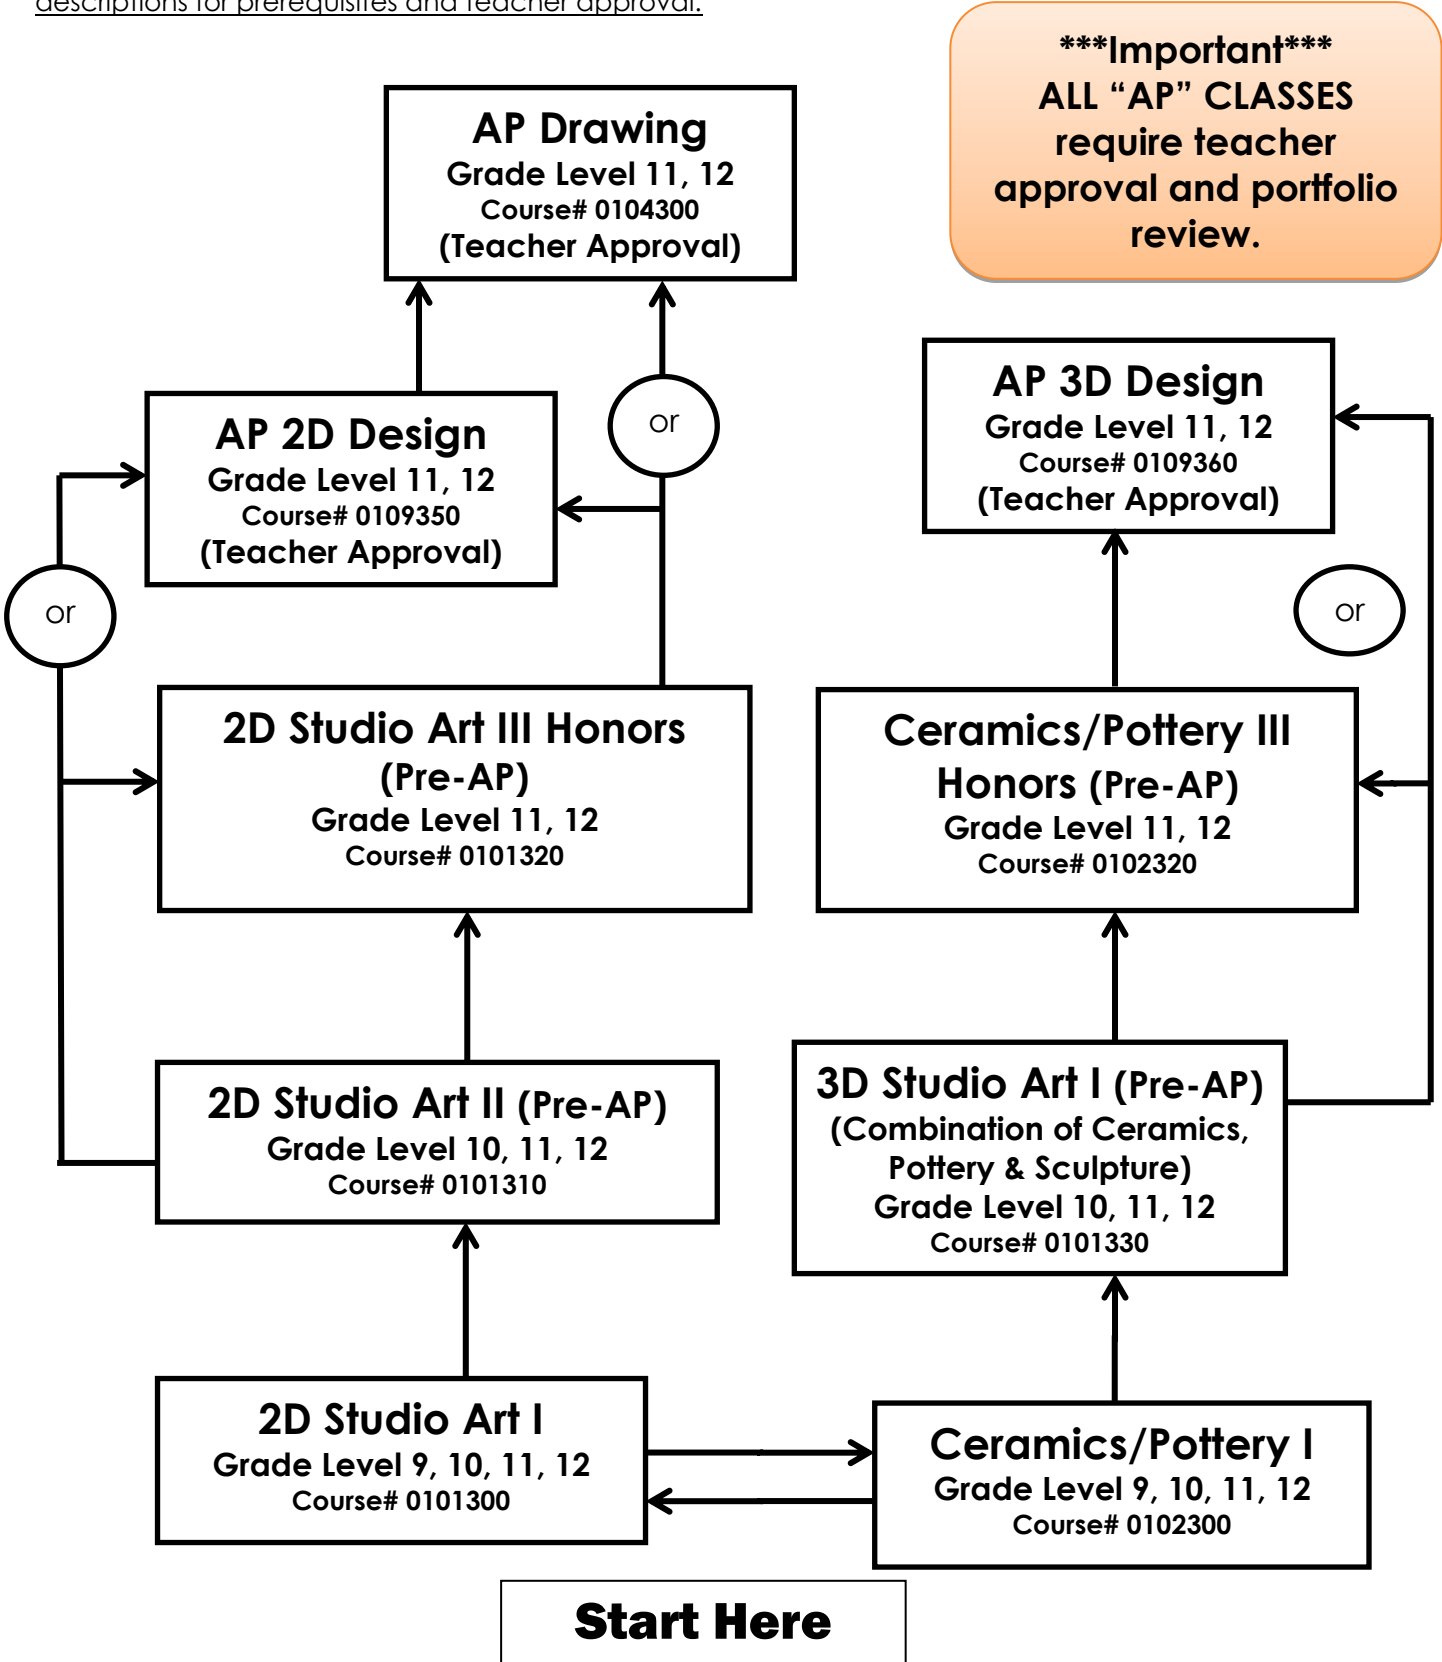 descriptions for prerequisites and teacher approval.
***Important***
ALL “AP” CLASSES
require teacher
approval and portfolio
review.
AP Drawing
Grade Level 11, 12
Course# 0104300
(Teacher Approval)
or
AP 2D Design
Grade Level 11, 12
Course# 0109350
(Teacher Approval)
AP 3D Design
Grade Level 11, 12
Course# 0109360
(Teacher Approval)
or
or
2D Studio Art III Honors
(Pre-AP)
Grade Level 11, 12
Course# 0101320
Ceramics/Pottery III
Honors (Pre-AP)
Grade Level 11, 12
Course# 0102320
2D Studio Art II (Pre-AP)
Grade Level 10, 11, 12
Course# 0101310
3D Studio Art I (Pre-AP)
(Combination of Ceramics,
Pottery & Sculpture)
Grade Level 10, 11, 12
Course# 0101330
2D Studio Art I
Grade Level 9, 10, 11, 12
Course# 0101300
Ceramics/Pottery I
Grade Level 9, 10, 11, 12
Course# 0102300
Start Here